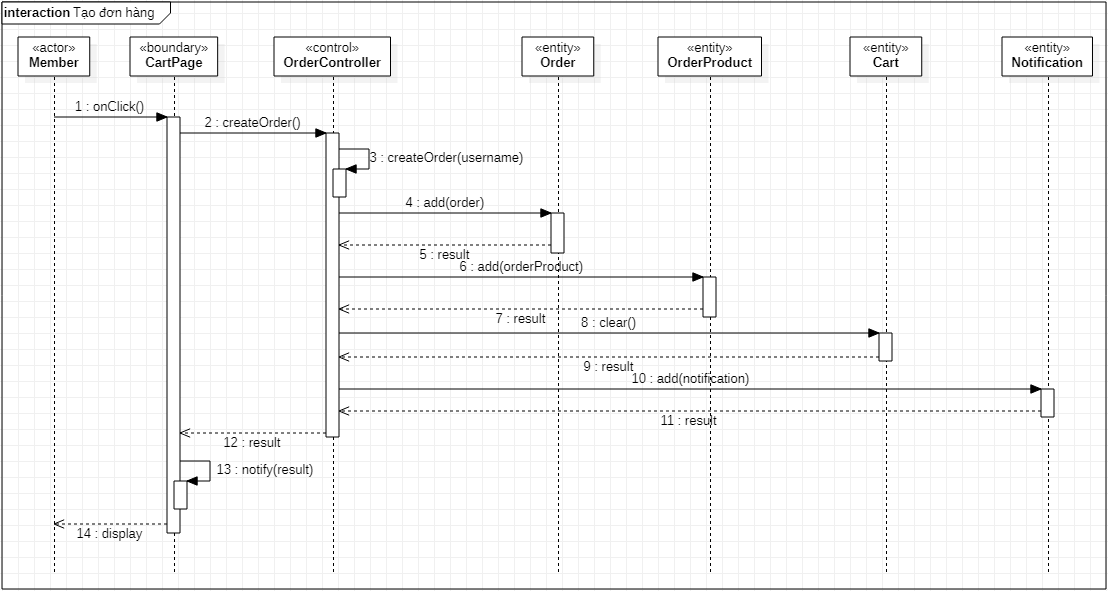 interaction Tạo đơn hàng
«actor»
Member
«boundary»
CartPage
«control»
OrderController
«entity»
Order
«entity»
OrderProduct
«entity»
Cart
«entity»
Notification
1 : onClick()
2 : createOrder()
3 : createOrder(username)
4 : add(order)
5 : result
6 : add(orderProduct)
7 : result
8 : clear()
9 : result
10 : add(notification)
11 : result
12 : result
13 : notify(result)
14 : display